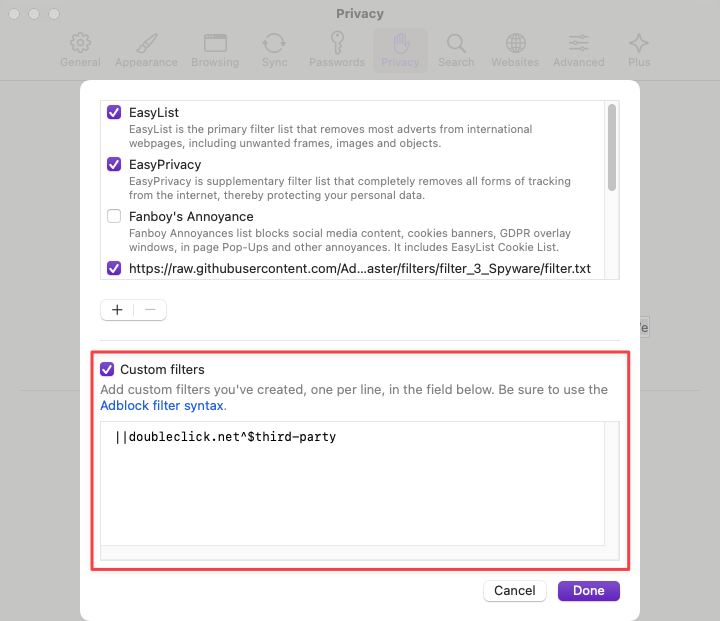 Privacy
General Appearance Browsing Sync Passwords Privacy Search Websites Advanced Plus
EasyList
EasyList is the primary filter list that removes most adverts from international
webpages, including unwanted frames, images and objects.
EasyPrivacy
EasyPrivacy is supplementary filter list that completely removes all forms of tracking
from the internet, thereby protecting your personal data.
Fanboy's Annoyance
Fanboy Annoyances list blocks social media content, cookies banners, GDPR overlay
windows, in page Pop-Ups and other annoyances. It includes EasyList Cookie List.
https://raw.githubusercontent.com/Ad...aster/filters/filter_3_Spyware/filter.txt
+ −
Custom filters
Add custom filters you've created, one per line, in the field below. Be sure to use the
Adblock filter syntax.
||doubleclick.net^$third-party
Cancel Done